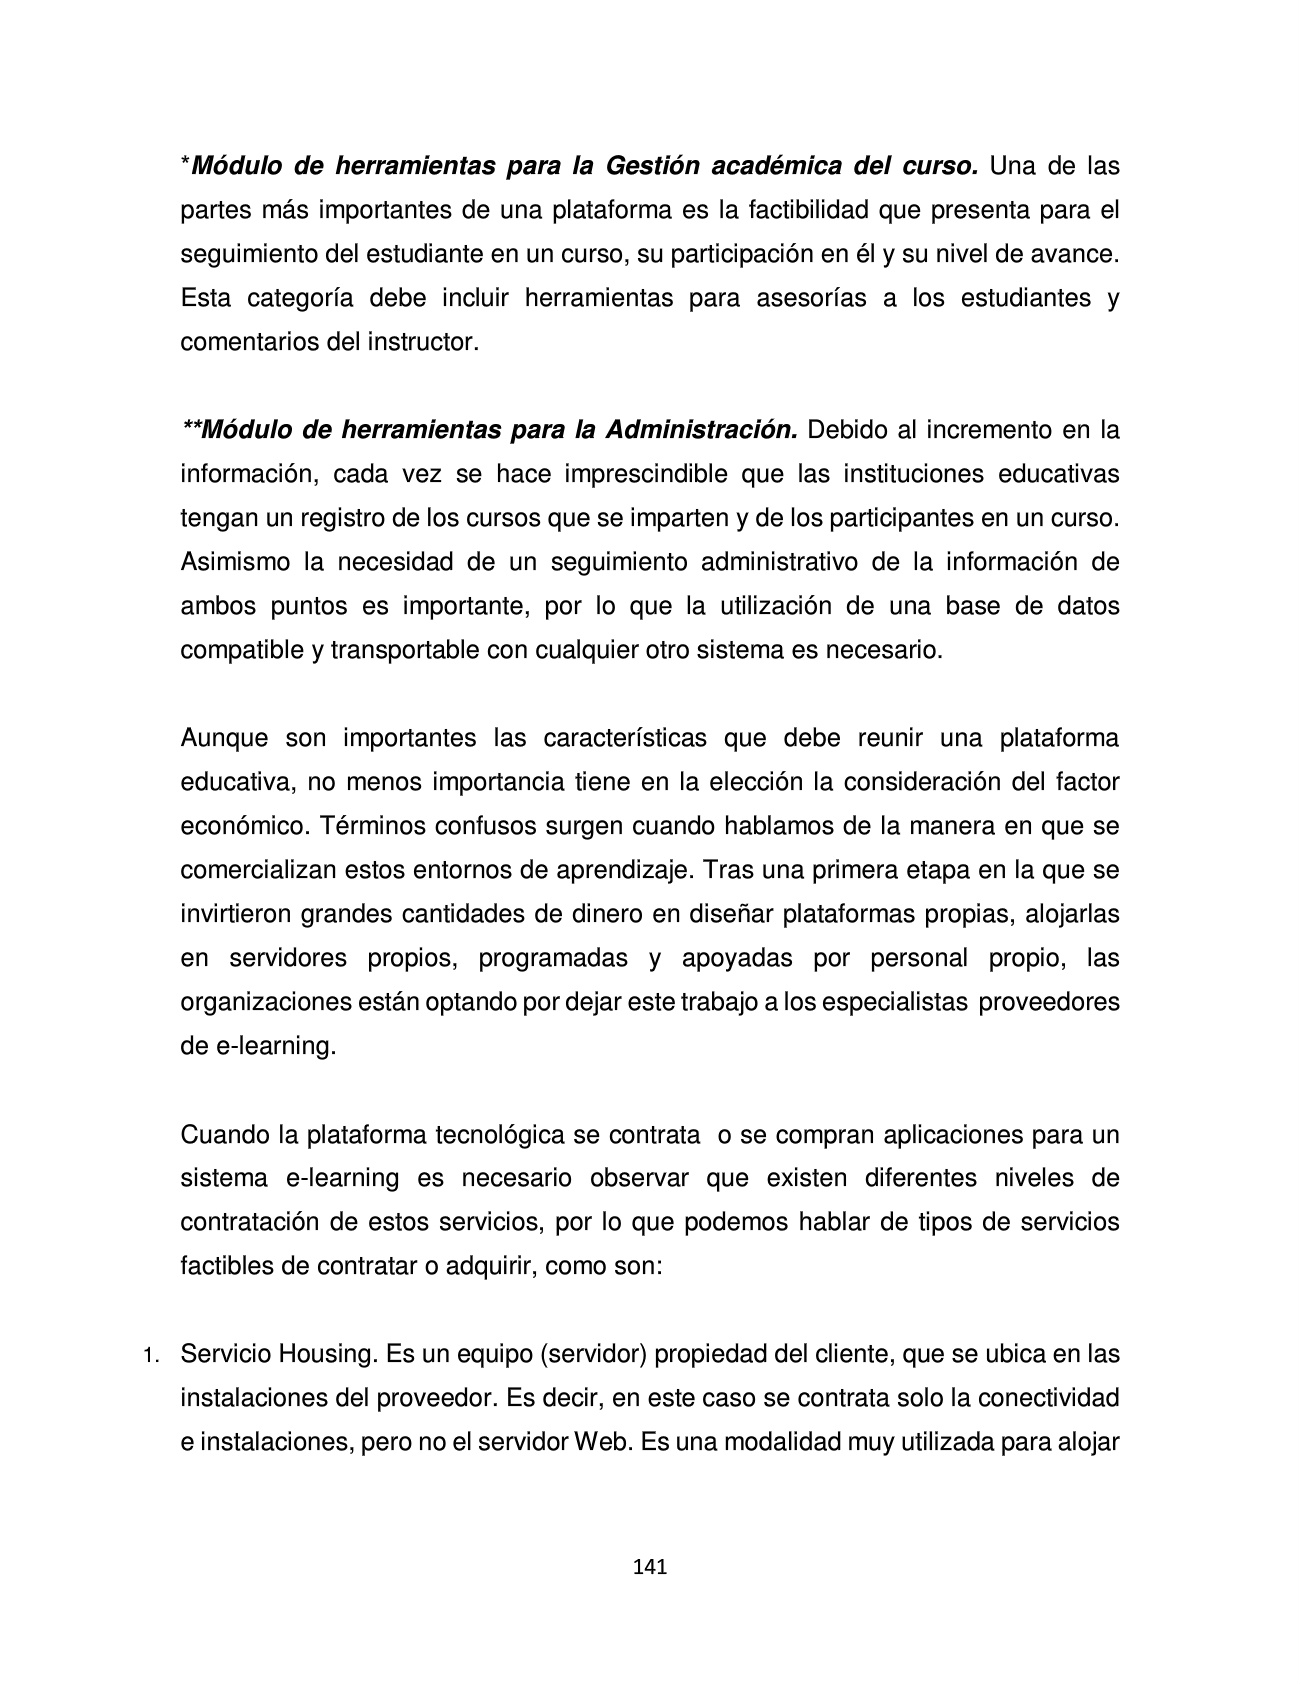 *Módulo de herramientas para la Gestión académica del curso. Una de las
partes más importantes de una plataforma es la factibilidad que presenta para el
seguimiento del estudiante en un curso, su participación en él y su nivel de avance.
Esta categoría debe incluir herramientas para asesorías a los estudiantes y
comentarios del instructor.
**Módulo de herramientas para la Administración. Debido al incremento en la
información, cada vez se hace imprescindible que las instituciones educativas
tengan un registro de los cursos que se imparten y de los participantes en un curso.
Asimismo la necesidad de un seguimiento administrativo de la información de
ambos puntos es importante, por lo que la utilización de una base de datos
compatible y transportable con cualquier otro sistema es necesario.
Aunque son importantes las características que debe reunir una plataforma
educativa, no menos importancia tiene en la elección la consideración del factor
económico. Términos confusos surgen cuando hablamos de la manera en que se
comercializan estos entornos de aprendizaje. Tras una primera etapa en la que se
invirtieron grandes cantidades de dinero en diseñar plataformas propias, alojarlas
en servidores propios, programadas y apoyadas por personal propio, las
organizaciones están optando por dejar este trabajo a los especialistas proveedores
de e-learning.
Cuando la plataforma tecnológica se contrata o se compran aplicaciones para un
sistema e-learning es necesario observar que existen diferentes niveles de
contratación de estos servicios, por lo que podemos hablar de tipos de servicios
factibles de contratar o adquirir, como son:
1. Servicio Housing. Es un equipo (servidor) propiedad del cliente, que se ubica en las
instalaciones del proveedor. Es decir, en este caso se contrata solo la conectividad
e instalaciones, pero no el servidor Web. Es una modalidad muy utilizada para alojar
141